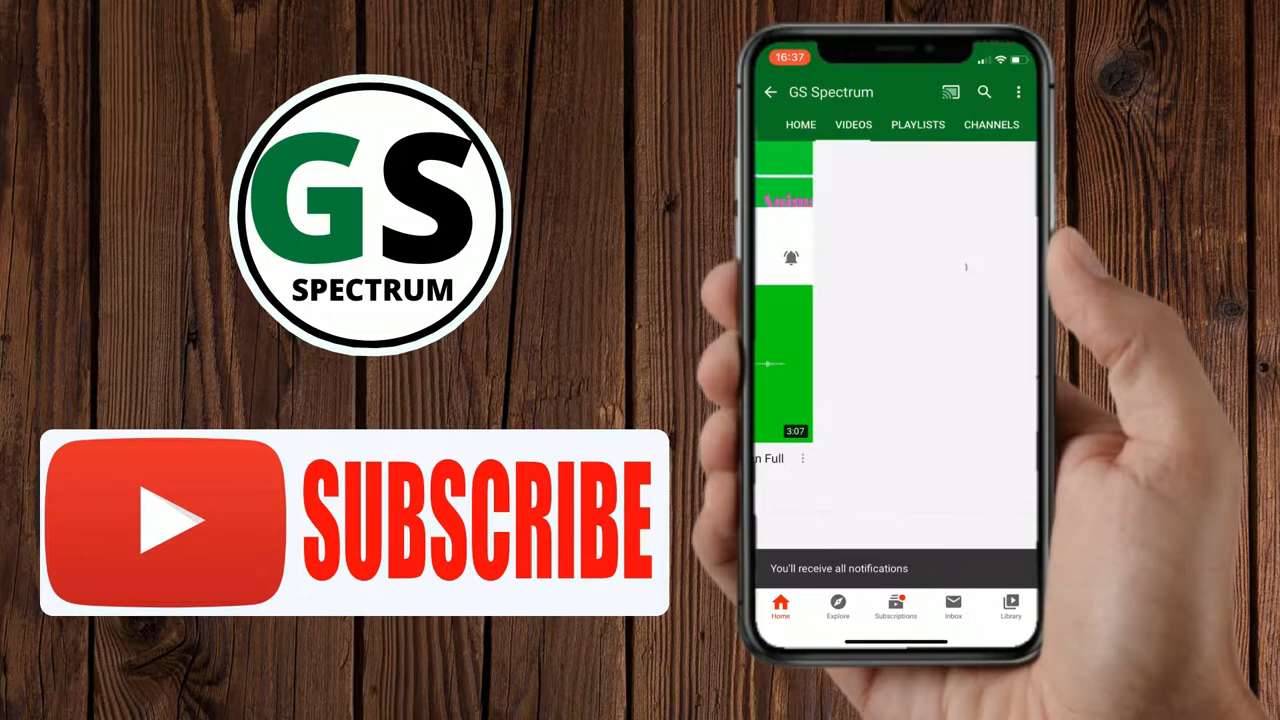 GS
SPECTRUM
SUBSCRIBE
16:37
GS Spectrum
HOME VIDEOS PLAYLISTS CHANNELS
3:07
n Full
You'll receive all notifications
Home Explore Subscriptions Inbox Library